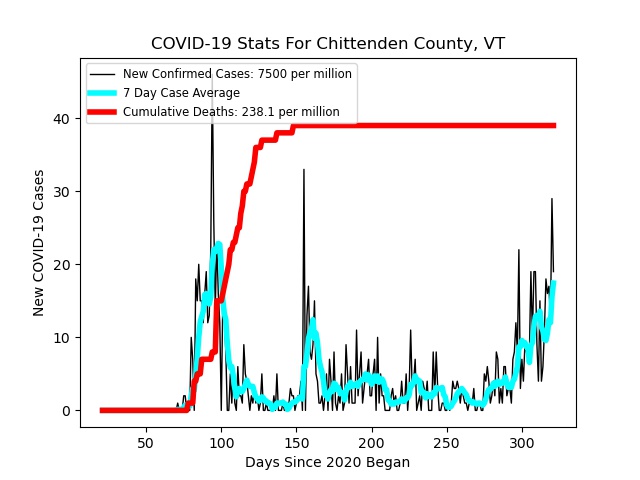 COVID-19 Stats For Chittenden County, VT
New Confirmed Cases: 7500 per million
7 Day Case Average
Cumulative Deaths: 238.1 per million
40
30
20
10
0
New COVID-19 Cases
50 100 150 200 250 300
Days Since 2020 Began